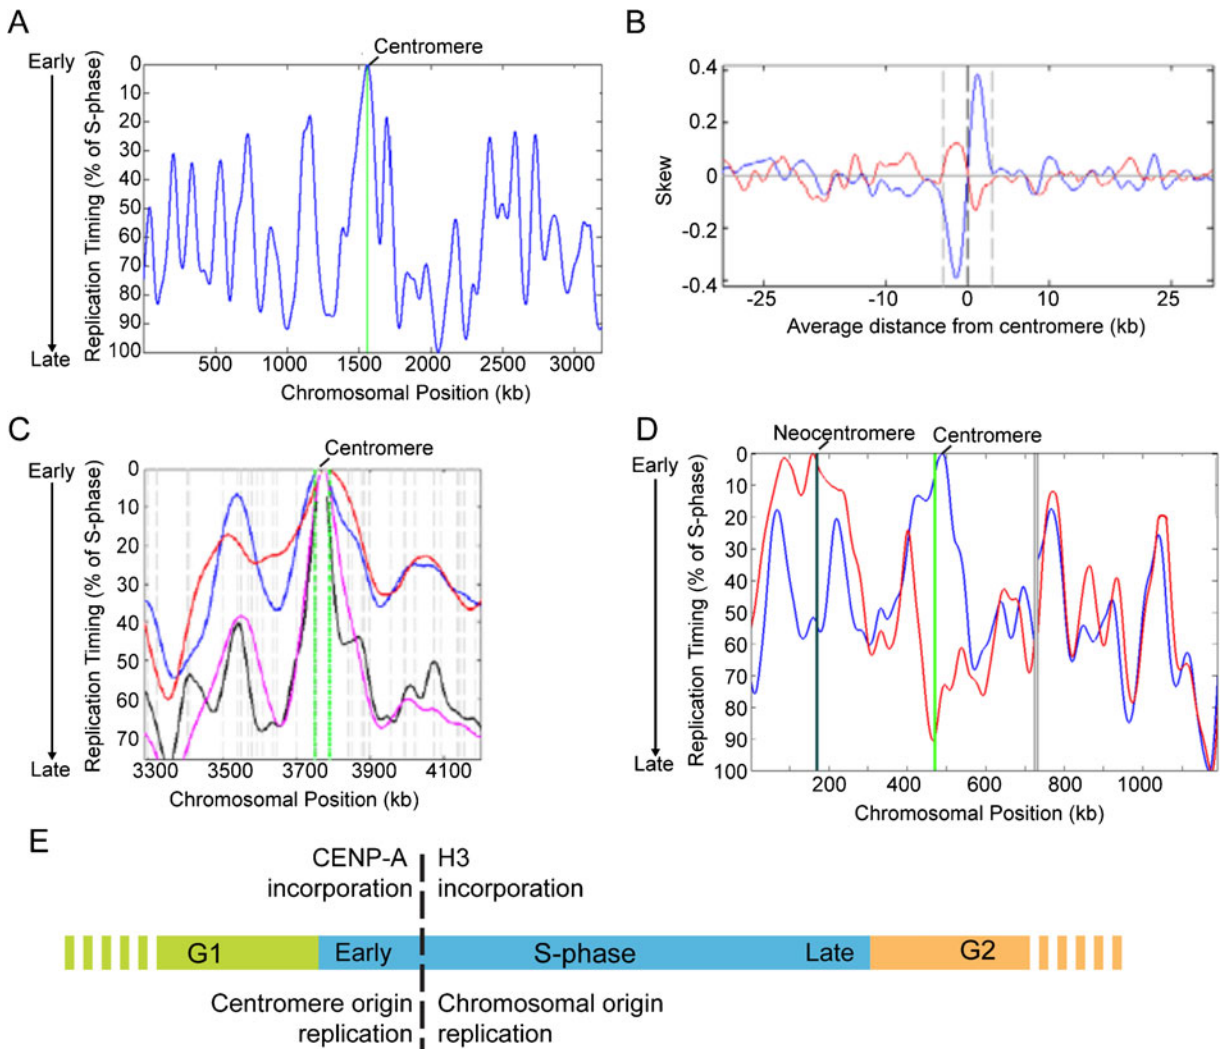 A
Centromere
Early
Late
Replication Timing (% of S-phase)
0
10
20
30
40
50
60
70
80
90
100
500 1000 1500 2000 2500 3000
Chromosomal Position (kb)
B
Skew
0.4
0.2
0
-0.2
-0.4
-25 -10 0 10 25
Average distance from centromere (kb)
C
Centromere
Early
Late
Replication Timing (% of S-phase)
0
10
20
30
40
50
60
70
3300 3500 3700 3900 4100
Chromosomal Position (kb)
D
Neocentromere Centromere
Early
Late
Replication Timing (% of S-phase)
0
10
20
30
40
50
60
70
80
90
100
200 400 600 800 1000
Chromosomal Position (kb)
E
CENP-A
incorporation
H3
incorporation
G1 Early S-phase Late G2
Centromere origin
replication
Chromosomal origin
replication